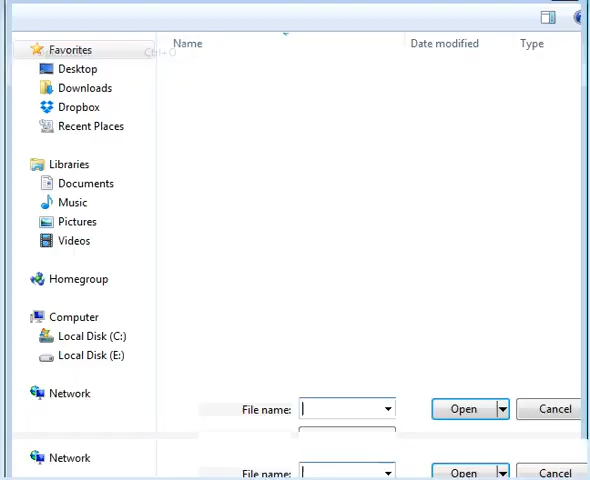 Name Date modified Type
Favorites Ctrl+O
Desktop
Downloads
Dropbox
Recent Places
Libraries
Documents
Music
Pictures
Videos
Homegroup
Computer
Local Disk (C:)
Local Disk (E:)
Network
File name: Open Cancel
Network
File name: Open Cancel